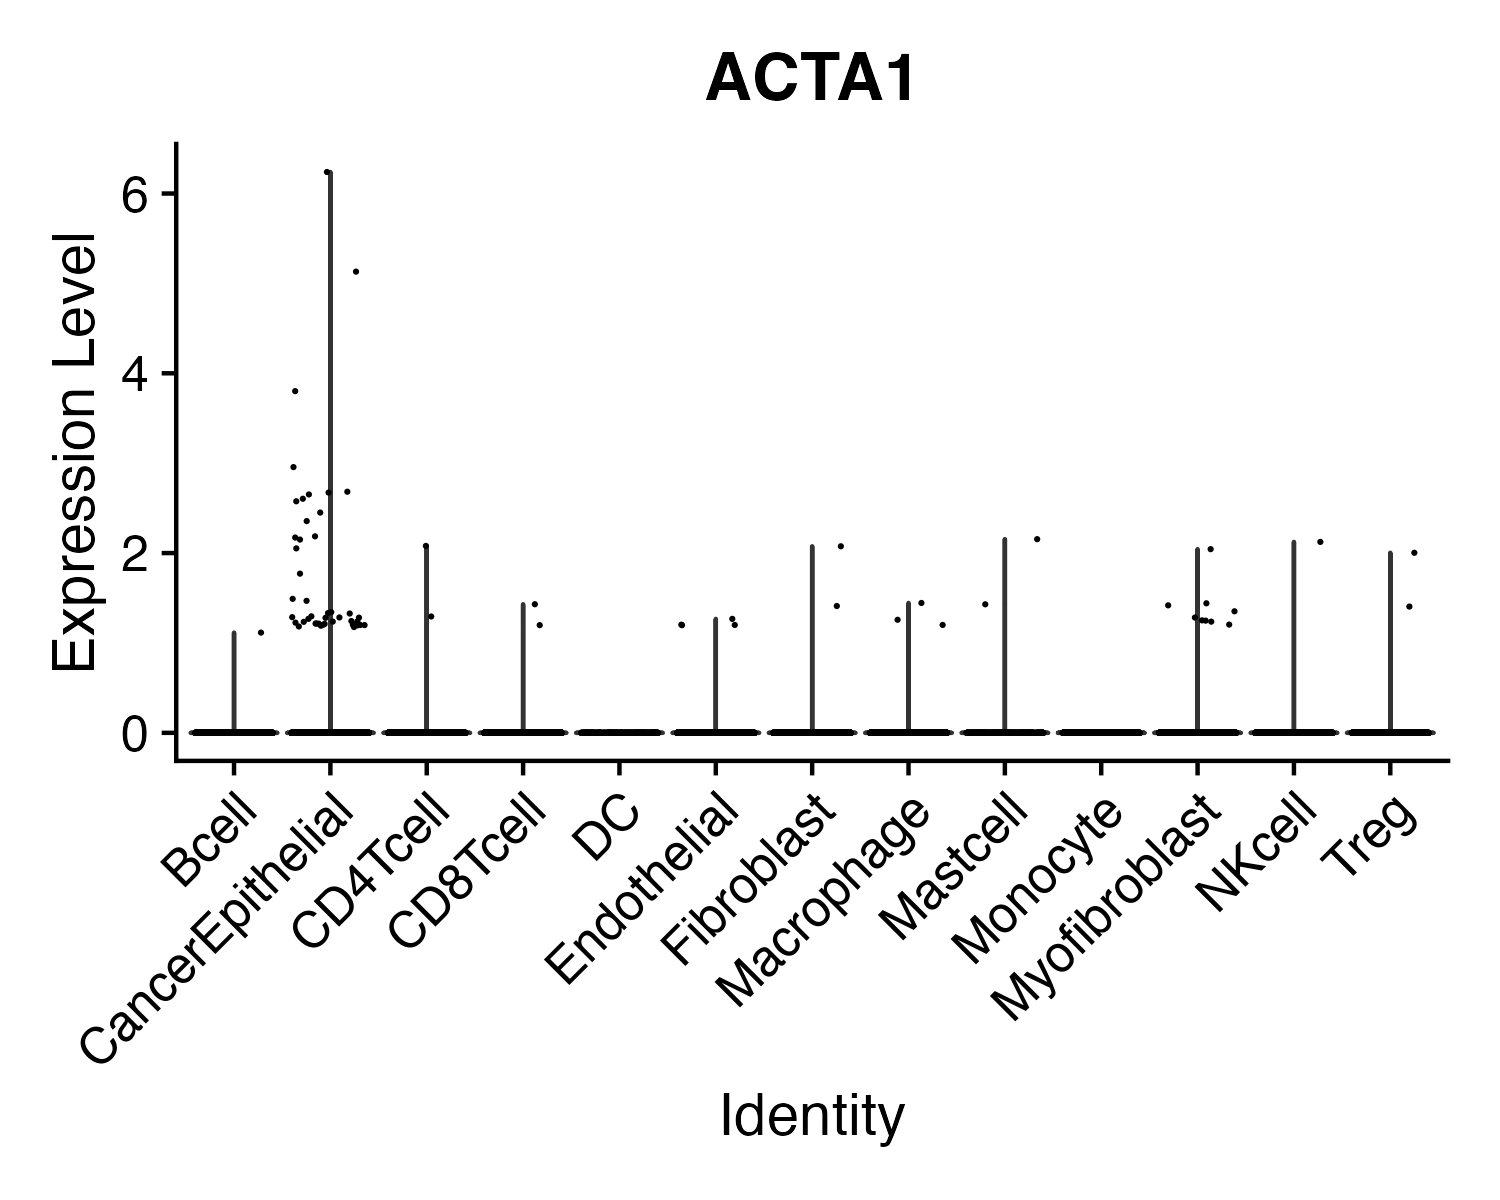 ACTA1
Expression Level
6
4
2
0
Bcell
CancerEpithelial
CD4Tcell
CD8Tcell
DC
Endothelial
Fibroblast
Macrophage
Mastcell
Monocyte
Myofibroblast
NKcell
Treg
Identity